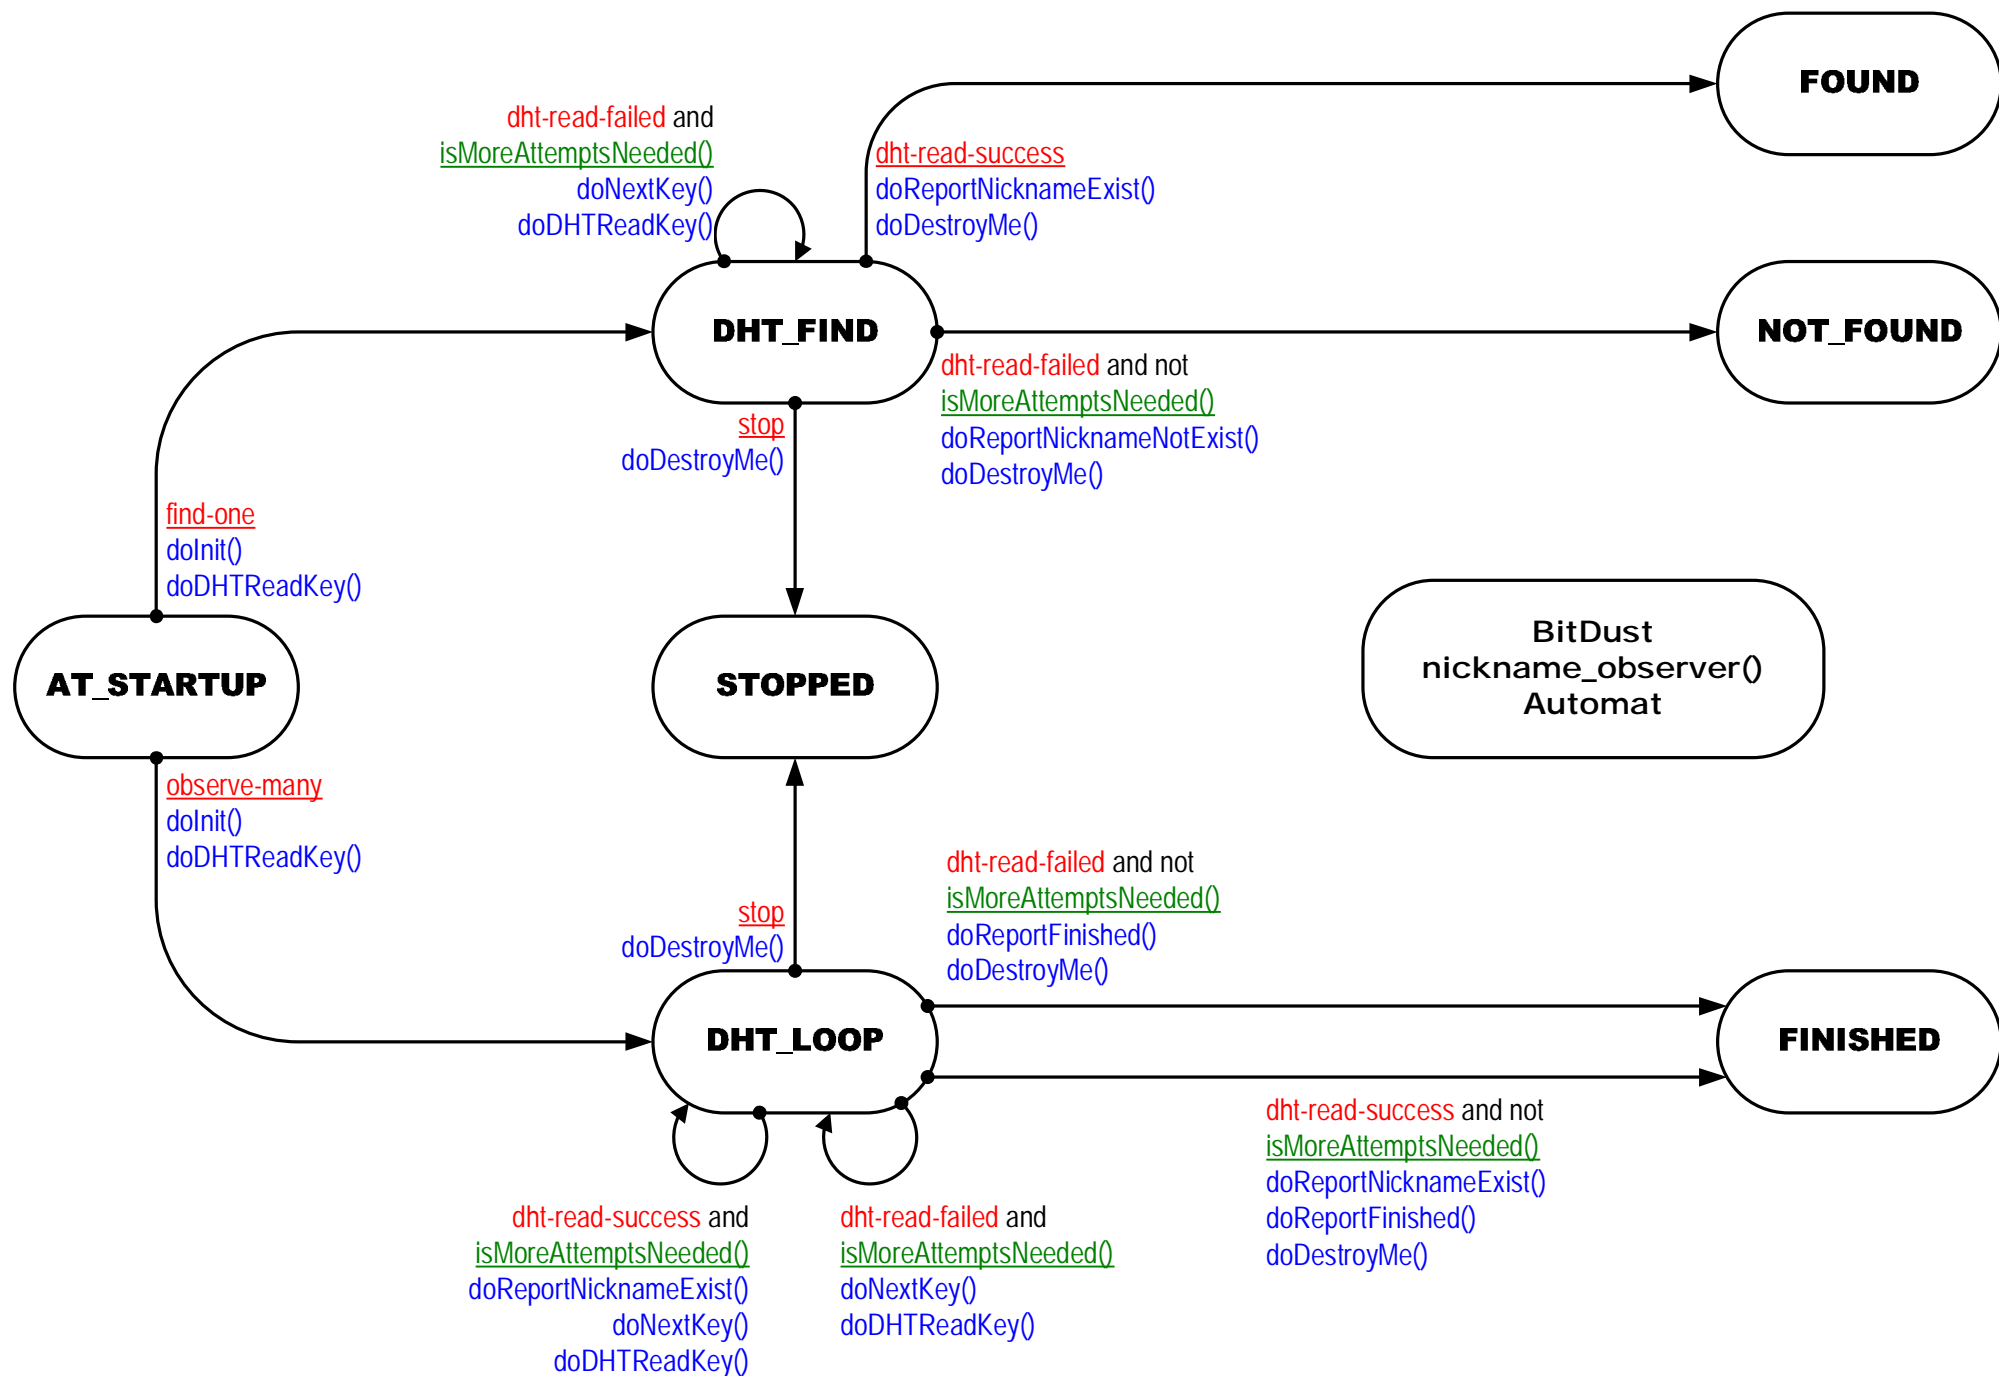 FOUND
dht-read-failed and
isMoreAttemptsNeeded()
doNextKey()
doDHTReadKey()
dht-read-success
doReportNicknameExist()
doDestroyMe()
DHT_FIND
NOT_FOUND
dht-read-failed and not
isMoreAttemptsNeeded()
doReportNicknameNotExist()
doDestroyMe()
stop
doDestroyMe()
find-one
doInit()
doDHTReadKey()
AT_STARTUP
STOPPED
BitDust
nickname_observer()
Automat
observe-many
doInit()
doDHTReadKey()
stop
doDestroyMe()
dht-read-failed and not
isMoreAttemptsNeeded()
doReportFinished()
doDestroyMe()
DHT_LOOP
FINISHED
dht-read-success and not
isMoreAttemptsNeeded()
doReportNicknameExist()
doReportFinished()
doDestroyMe()
dht-read-success and
isMoreAttemptsNeeded()
doReportNicknameExist()
doNextKey()
doDHTReadKey()
dht-read-failed and
isMoreAttemptsNeeded()
doNextKey()
doDHTReadKey()